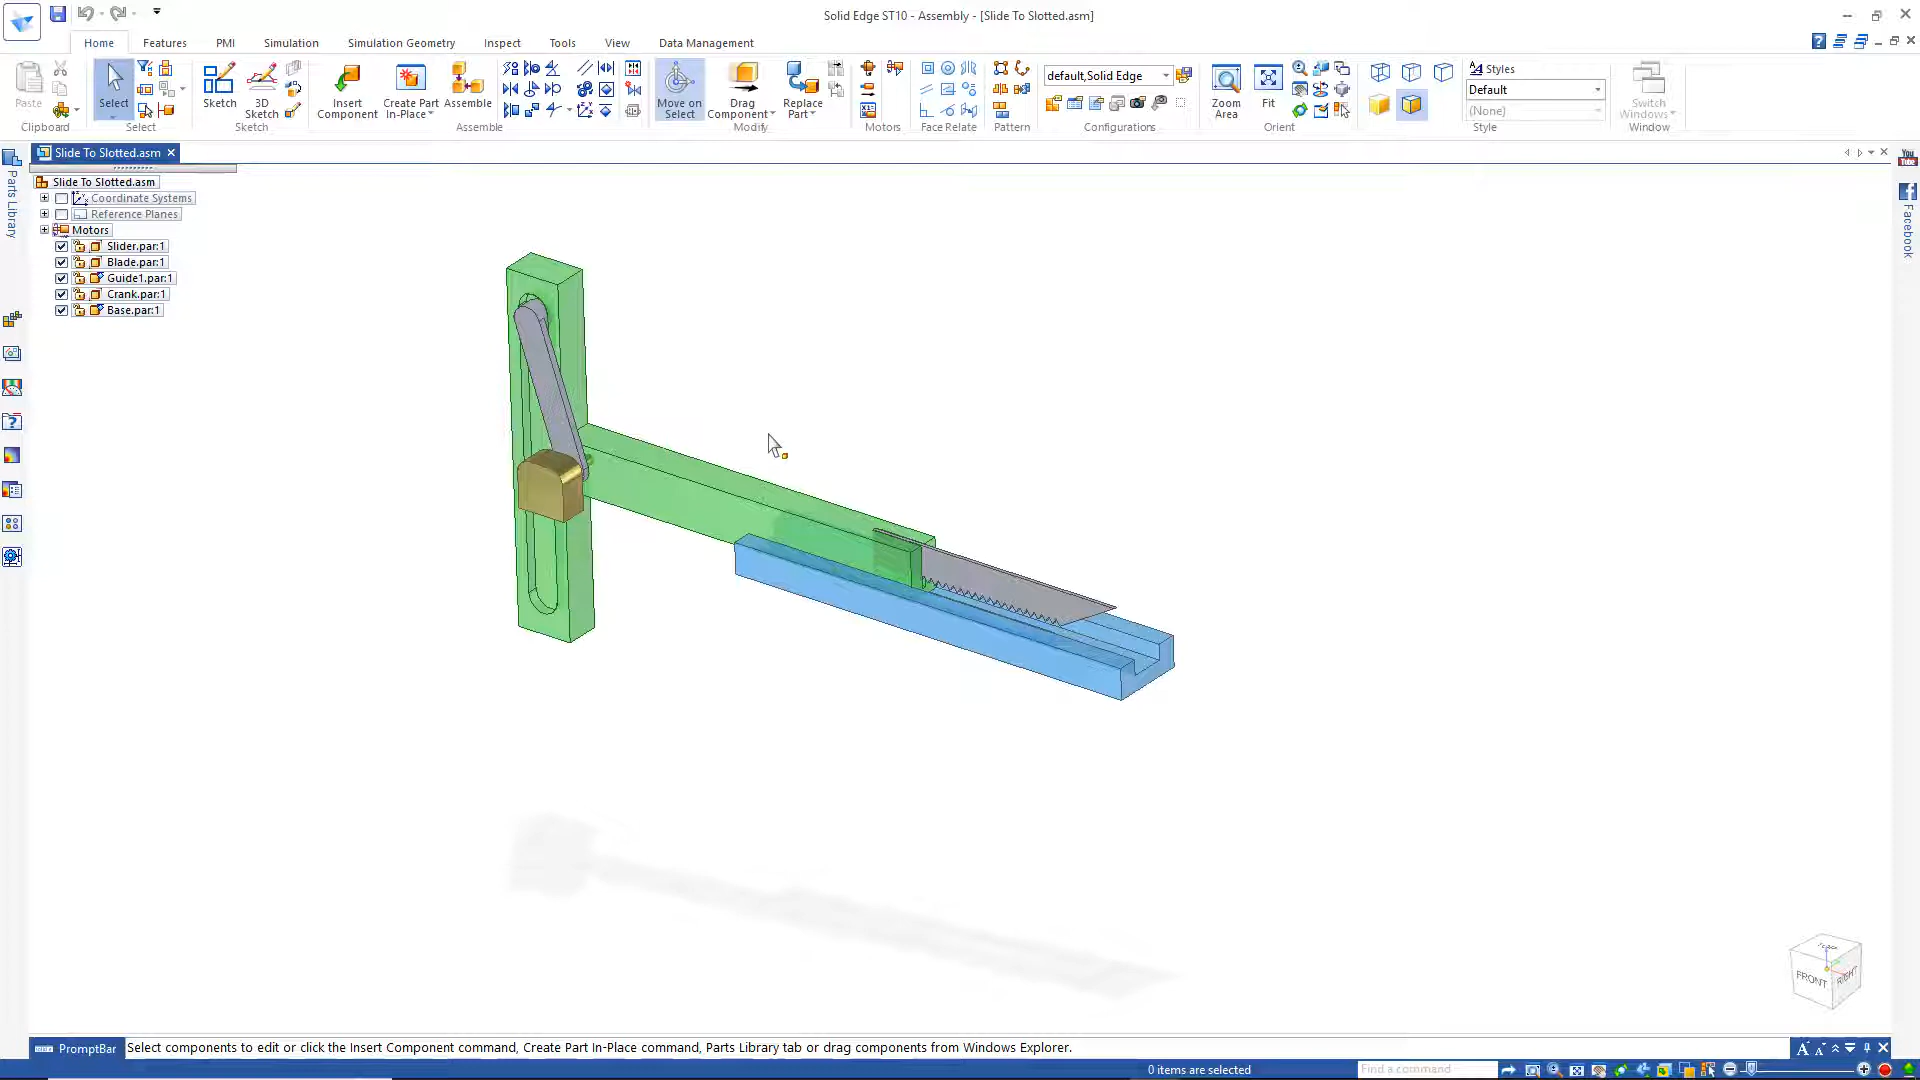 Solid Edge ST10 - Assembly - [Slide To Slotted.asm]
Home Features PMI Simulation Simulation Geometry Inspect Tools View Data Management
Paste
Clipboard
Select
Select
Sketch
3D Sketch
Sketch
Insert Component
Create Part In-Place
Assemble
Assemble
Move on Select
Drag Component
Replace Part
Modify
Motors
Face Relate
Pattern
default,Solid Edge
Configurations
Zoom Area
Fit
Orient
Styles
Default
(None)
Style
Switch Windows
Window
Slide To Slotted.asm
Parts Library
Slide To Slotted.asm
Coordinate Systems
Reference Planes
Motors
Slider.par:1
Blade.par:1
Guide1.par:1
Crank.par:1
Base.par:1
You Tube
Facebook
TOP
FRONT
RIGHT
PromptBar
Select components to edit or click the Insert Component command, Create Part In-Place command, Parts Library tab or drag components from Windows Explorer.
0 items are selected
Find a command